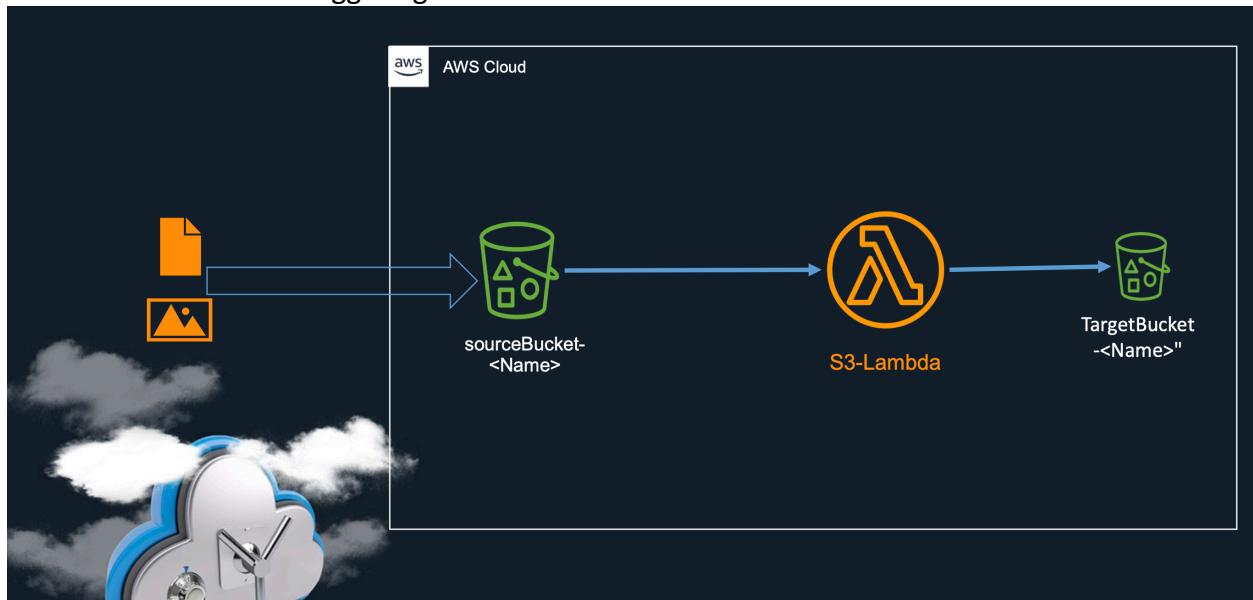 aws
AWS Cloud
sourceBucket-
<Name>
S3-Lambda
TargetBucket
-<Name>"